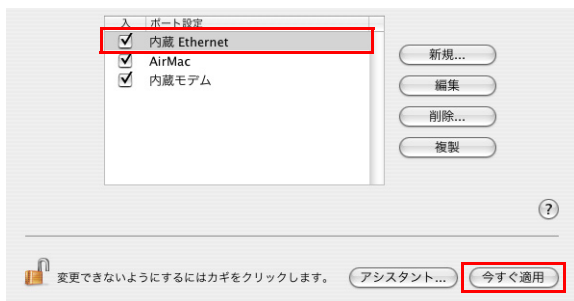 入 ポート設定
内蔵 Ethernet
AirMac
内蔵モデム
新規...
編集
削除...
複製
?
変更できないようにするにはカギをクリックします。 アシスタント... 今すぐ適用